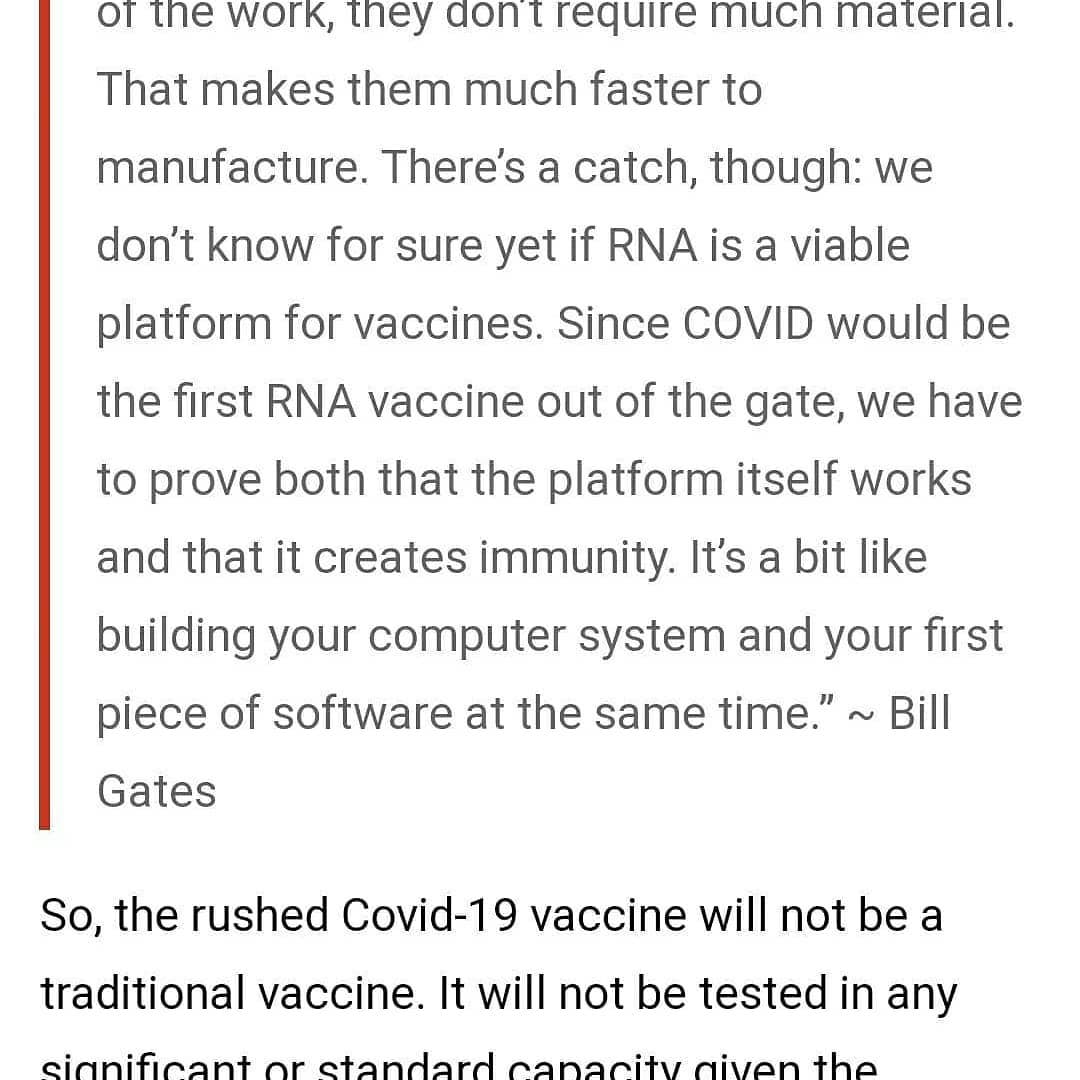 of the work, they don't require much material.
That makes them much faster to
manufacture. There’s a catch, though: we
don’t know for sure yet if RNA is a viable
platform for vaccines. Since COVID would be
the first RNA vaccine out of the gate, we have
to prove both that the platform itself works
and that it creates immunity. It’s a bit like
building your computer system and your first
piece of software at the same time.” ~ Bill
Gates
So, the rushed Covid-19 vaccine will not be a
traditional vaccine. It will not be tested in any
significant or standard capacity given the